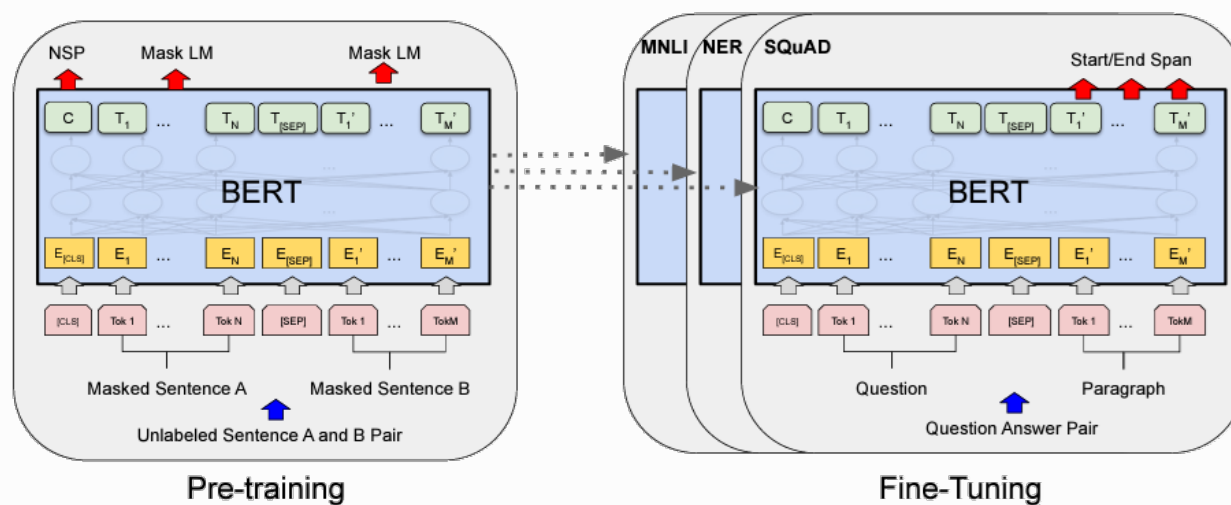 NSP Mask LM Mask LM
C T1 ... TN T[SEP] T1' ... TM'
BERT
E[CLS] E1 ... EN E[SEP] E1' ... EM'
[CLS] Tok 1 ... Tok N [SEP] Tok 1 ... TokM
Masked Sentence A Masked Sentence B
Unlabeled Sentence A and B Pair
Pre-training
MNLI NER SQuAD
Start/End Span
C T1 ... TN T[SEP] T1' ... TM'
BERT
E[CLS] E1 ... EN E[SEP] E1' ... EM'
[CLS] Tok 1 ... Tok N [SEP] Tok 1 ... TokM
Question Paragraph
Question Answer Pair
Fine-Tuning